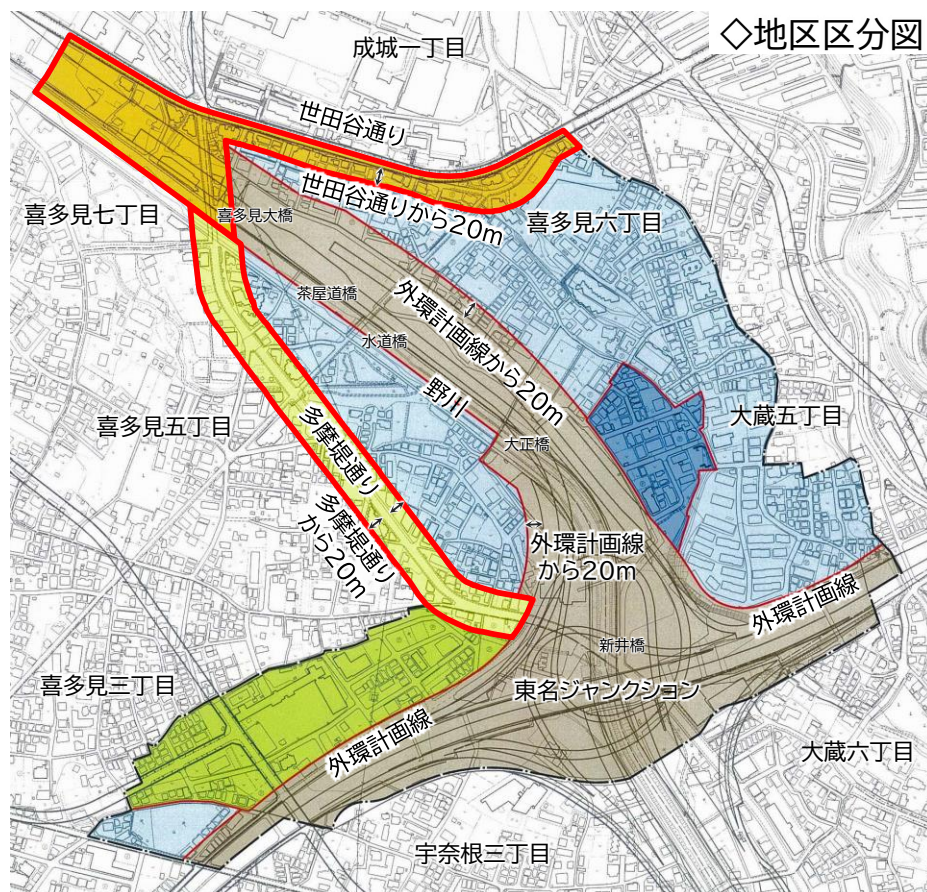 ◇地区区分図
成城一丁目
世田谷通り
世田谷通りから20m
喜多見七丁目
喜多見大橋
喜多見六丁目
茶屋道橋
外環計画線から20m
水道橋
野川
大蔵五丁目
喜多見五丁目
大正橋
多摩堤通り
多摩堤通り
から20m
外環計画線
から20m
外環計画線
新井橋
喜多見三丁目
東名ジャンクション
外環計画線
大蔵六丁目
宇奈根三丁目